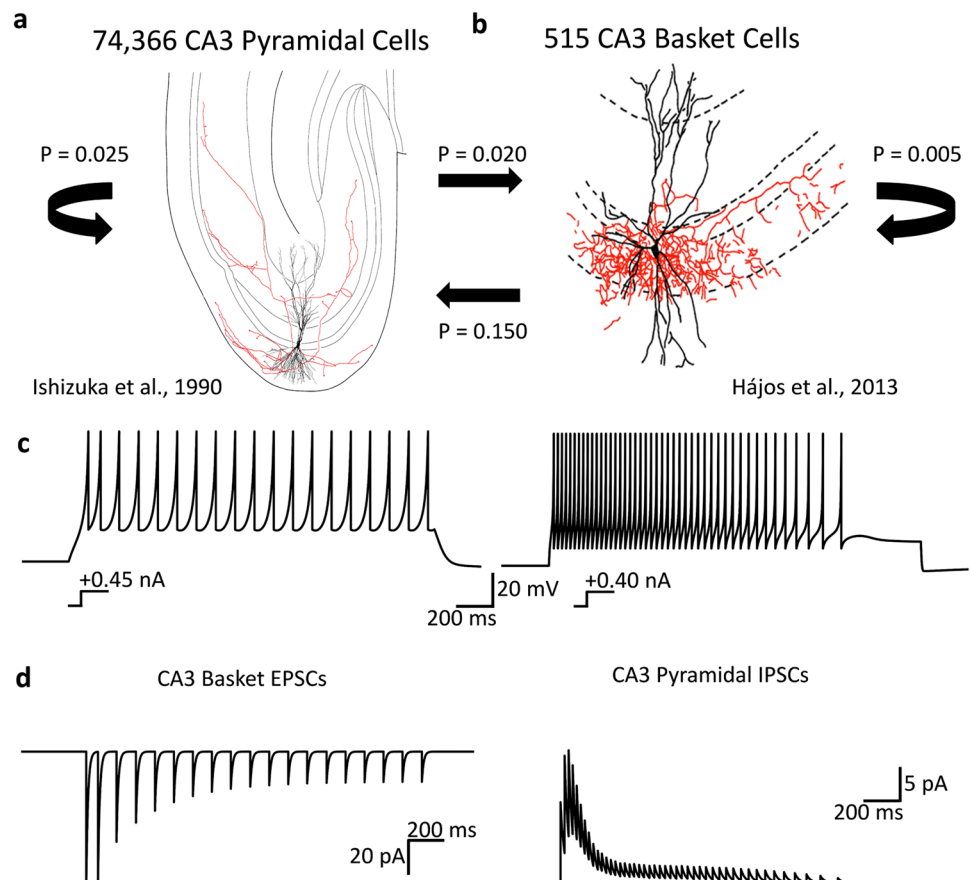 a
74,366 CA3 Pyramidal Cells
b
515 CA3 Basket Cells
P = 0.025
P = 0.020
P = 0.005
P = 0.150
Ishizuka et al., 1990
Hájos et al., 2013
c
+0.45 nA
20 mV
200 ms
+0.40 nA
d
CA3 Basket EPSCs
CA3 Pyramidal IPSCs
200 ms
20 pA
5 pA
200 ms